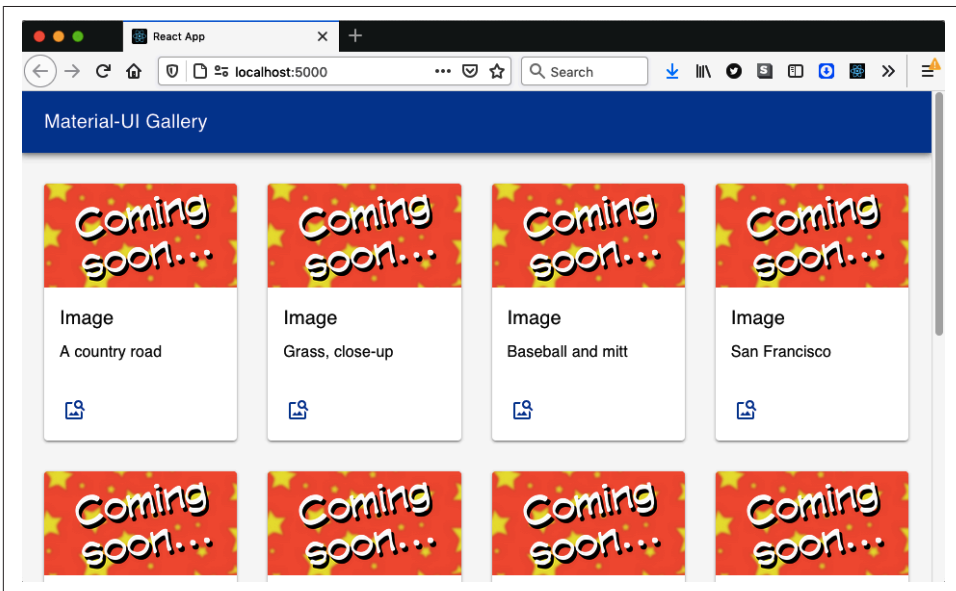 React App
localhost:5000
Search
Material-UI Gallery
Coming
soon...
Coming
soon...
Coming
soon...
Coming
soon...
Image
Image
Image
Image
A country road
Grass, close-up
Baseball and mitt
San Francisco
Coming
soon...
Coming
soon...
Coming
soon...
Coming
soon...